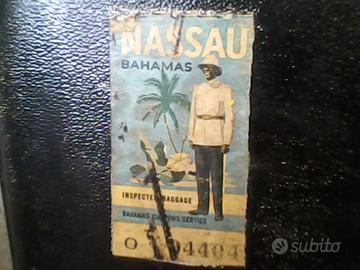 NASSAU
BAHAMAS
INSPECTED BAGGAGE
BAHAMAS CUSTOMS SERVICE
O
subito